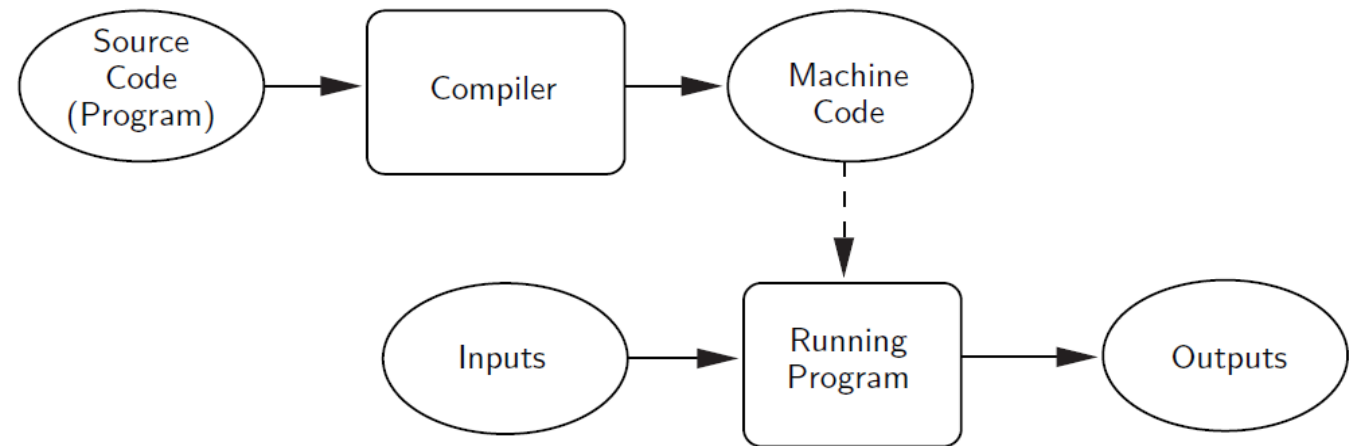 Source
Code
(Program)
Compiler
Machine
Code
Inputs
Running
Program
Outputs